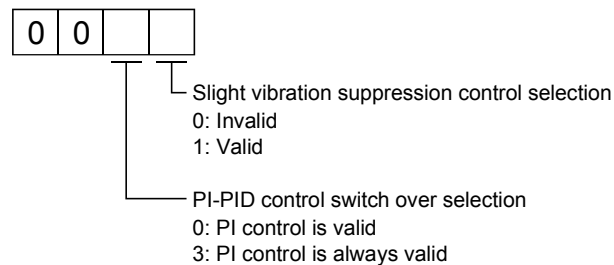 0 0
Slight vibration suppression control selection
0: Invalid
1: Valid
PI-PID control switch over selection
0: PI control is valid
3: PI control is always valid